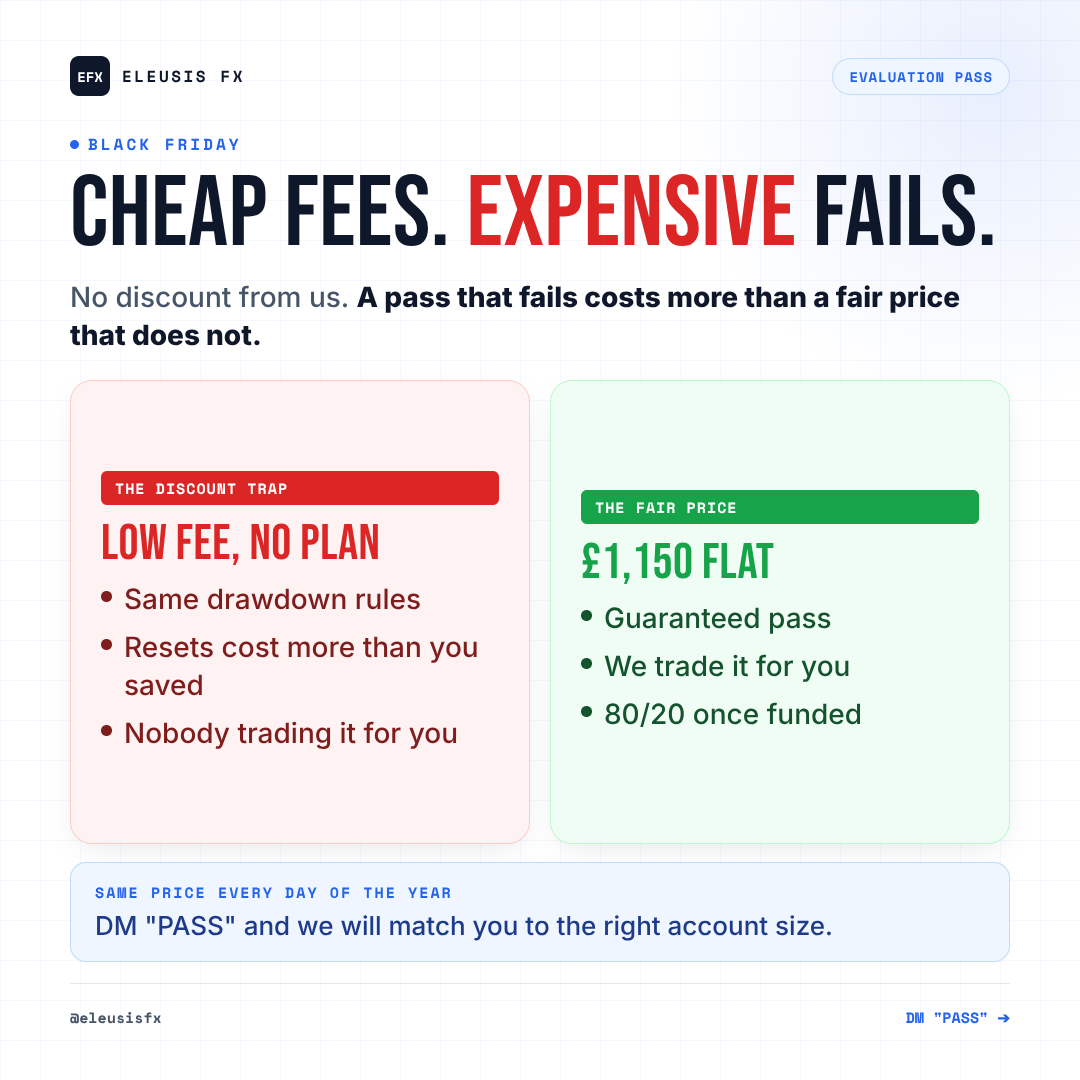 EFX ELEUSIS FX
EVALUATION PASS
BLACK FRIDAY
CHEAP FEES. EXPENSIVE FAILS.
No discount from us. A pass that fails costs more than a fair price
that does not.
THE DISCOUNT TRAP
LOW FEE, NO PLAN
Same drawdown rules
Resets cost more than you
saved
Nobody trading it for you
THE FAIR PRICE
£1,150 FLAT
Guaranteed pass
We trade it for you
80/20 once funded
SAME PRICE EVERY DAY OF THE YEAR
DM "PASS" and we will match you to the right account size.
@eleusisfx
DM "PASS" →